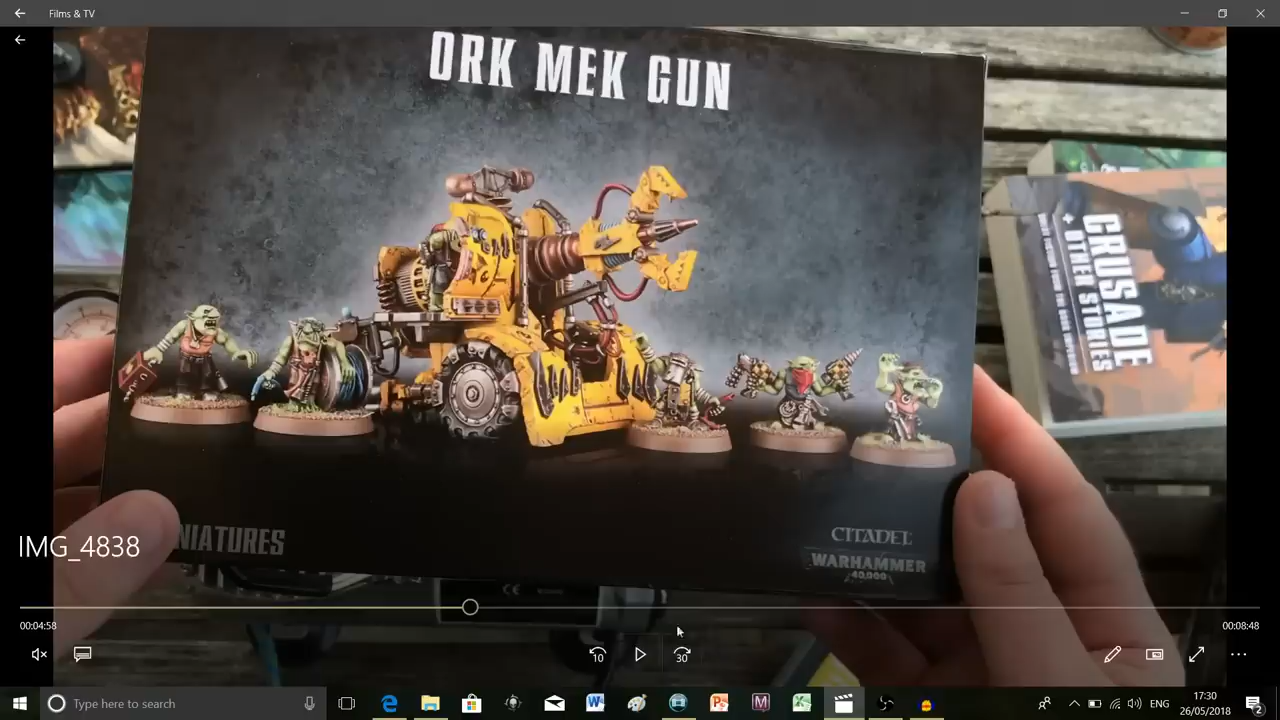 Films & TV
ORK MEK GUN
CRUSADE
+ OTHER STORIES
NIATURES
CITADEL
WARHAMMER
40,000
IMG_4838
00:04:58
00:08:48
10
30
Type here to search
ENG
17:30
26/05/2018
2